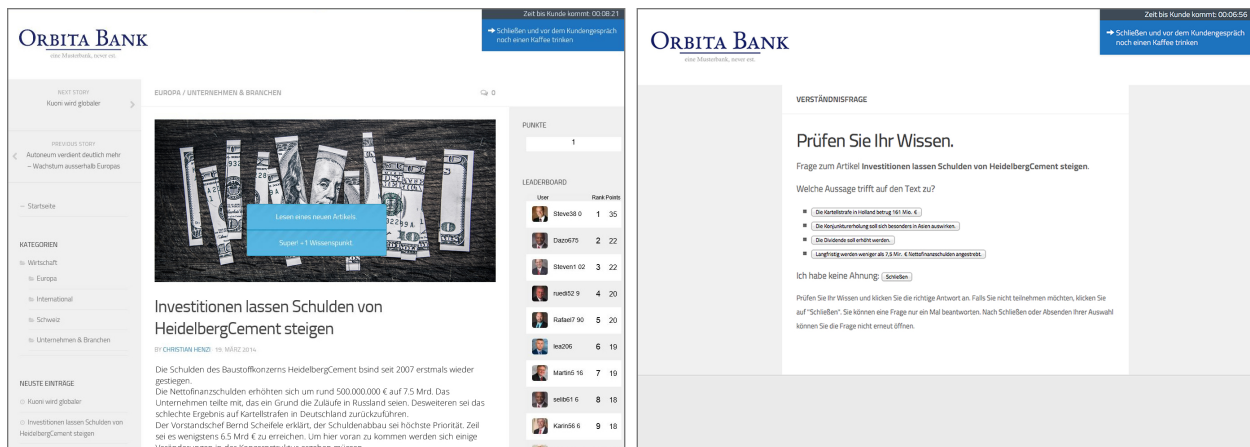 Zeit bis Kunde kommt: 00:08:21
➔ Schließen und vor dem Kundengespräch
noch einen Kaffee trinken
ORBITA BANK
eine Musterbank, never est.
NEXT STORY
Kuoni wird globaler
PREVIOUS STORY
Autoneum verdient deutlich mehr
– Wachstum ausserhalb Europas
← Startseite
KATEGORIEN
Wirtschaft
Europa
International
Schweiz
Unternehmen & Branchen
NEUSTE EINTRÄGE
Kuoni wird globaler
Investitionen lassen Schulden von
HeidelbergCement steigen
EUROPA / UNTERNEHMEN & BRANCHEN
0
Lesen eines neuen Artikels.
Super! +1 Wissenspunkt.
Investitionen lassen Schulden von
HeidelbergCement steigen
BY CHRISTIAN HENZI 19. MÄRZ 2014
Die Schulden des Baustoffkonzerns HeidelbergCement bsind seit 2007 erstmals wieder
gestiegen.
Die Nettofinanzschulden erhöhten sich um rund 500.000.000 € auf 7.5 Mrd. Das
Unternehmen teilte mit, das ein Grund die Zuläufe in Russland seien. Desweiteren sei das
schlechte Ergebnis auf Kartellstrafen in Deutschland zurückzuführen.
Der Vorstandschef Bernd Scheifele erklärt, der Schuldenabbau sei höchste Priorität. Zeil
sei es wenigstens 6.5 Mrd € zu erreichen. Um hier voran zu kommen werden sich einige
PUNKTE
1
LEADERBOARD
User Rank Points
Steve38 0 1 35
Dazo675 2 22
Steven1 02 3 22
ruedi52 9 4 20
Rafael7 90 5 20
lea206 6 19
Martin5 16 7 19
selib61 6 8 18
Karin56 6 9 18
Zeit bis Kunde kommt: 00:06:56
➔ Schließen und vor dem Kundengespräch
noch einen Kaffee trinken
ORBITA BANK
eine Musterbank, never est.
VERSTÄNDNISFRAGE
Prüfen Sie Ihr Wissen.
Frage zum Artikel Investitionen lassen Schulden von HeidelbergCement steigen.
Welche Aussage trifft auf den Text zu?
Die Kartellstrafe in Holland betrug 161 Mio. €
Die Konjunkturerholung soll sich besonders in Asien auswirken.
Die Dividende soll erhöht werden.
Langfristig werden weniger als 7,5 Mir. € Nettofinanzschulden angestrebt.
Ich habe keine Ahnung: Schließen
Prüfen Sie Ihr Wissen und klicken Sie die richtige Antwort an. Falls Sie nicht teilnehmen möchten, klicken Sie
auf "Schließen". Sie können eine Frage nur ein Mal beantworten. Nach Schließen oder Absenden Ihrer Auswahl
können Sie die Frage nicht erneut öffnen.